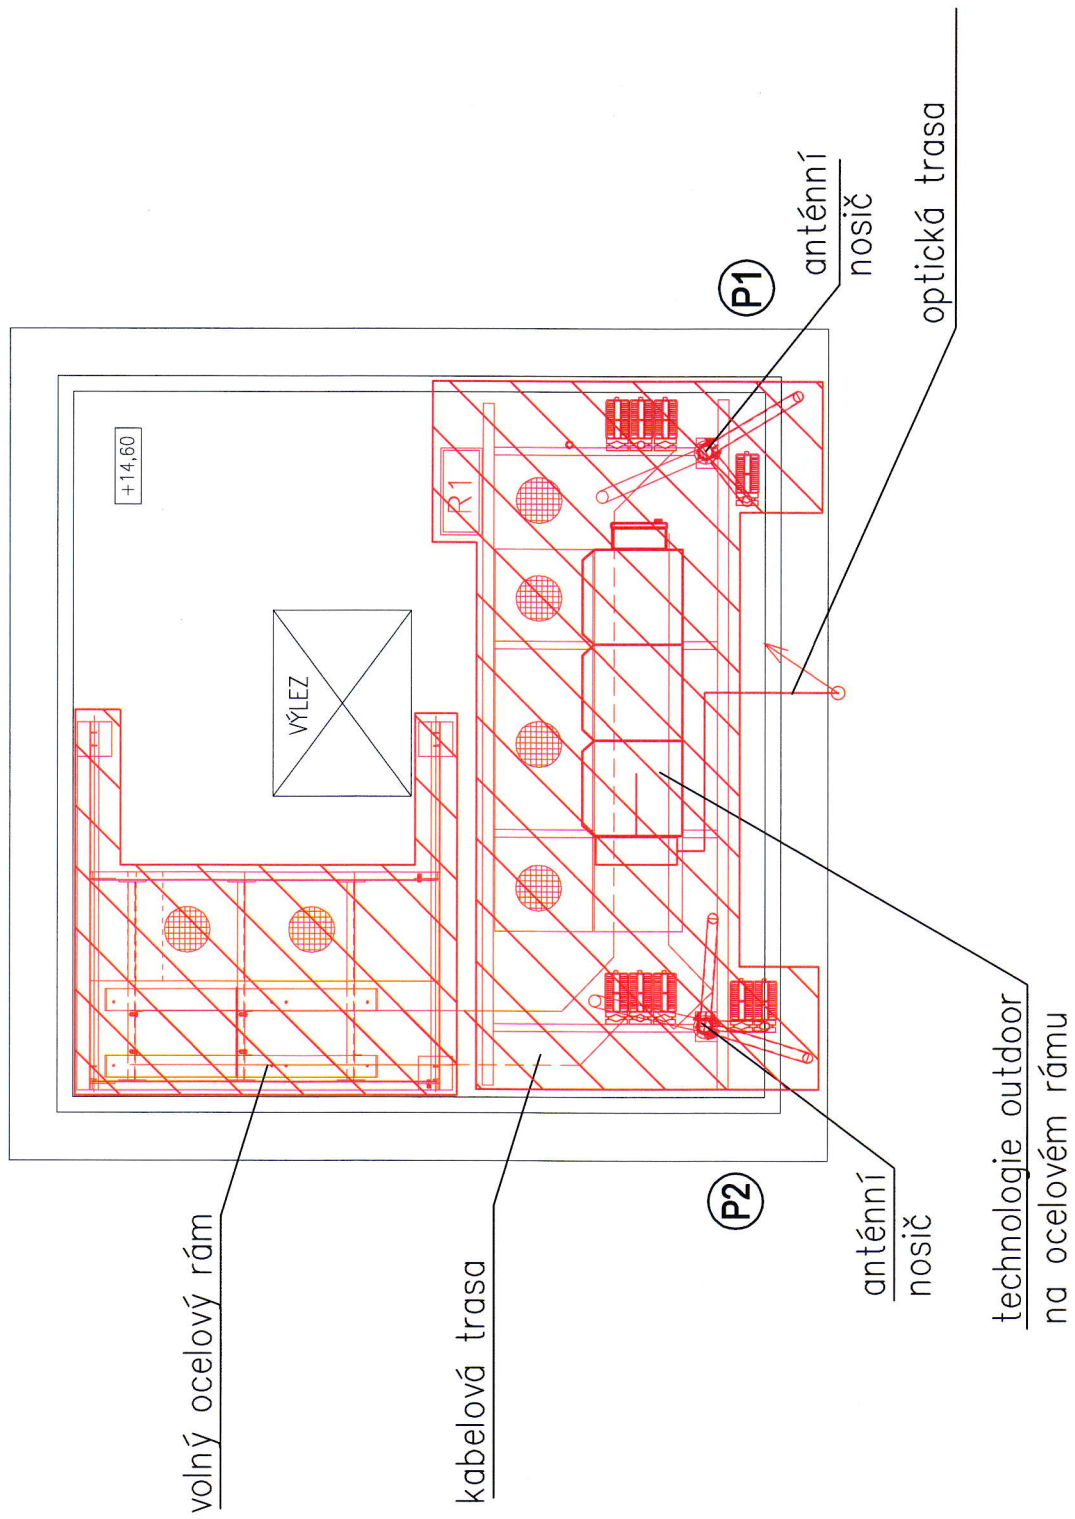 volný ocelový rám
kabelová trasa
+14,60
VÝLEZ
R1
P2
anténní
nosič
technologie outdoor
na ocelovém rámu
P1
anténní
nosič
optická trasa